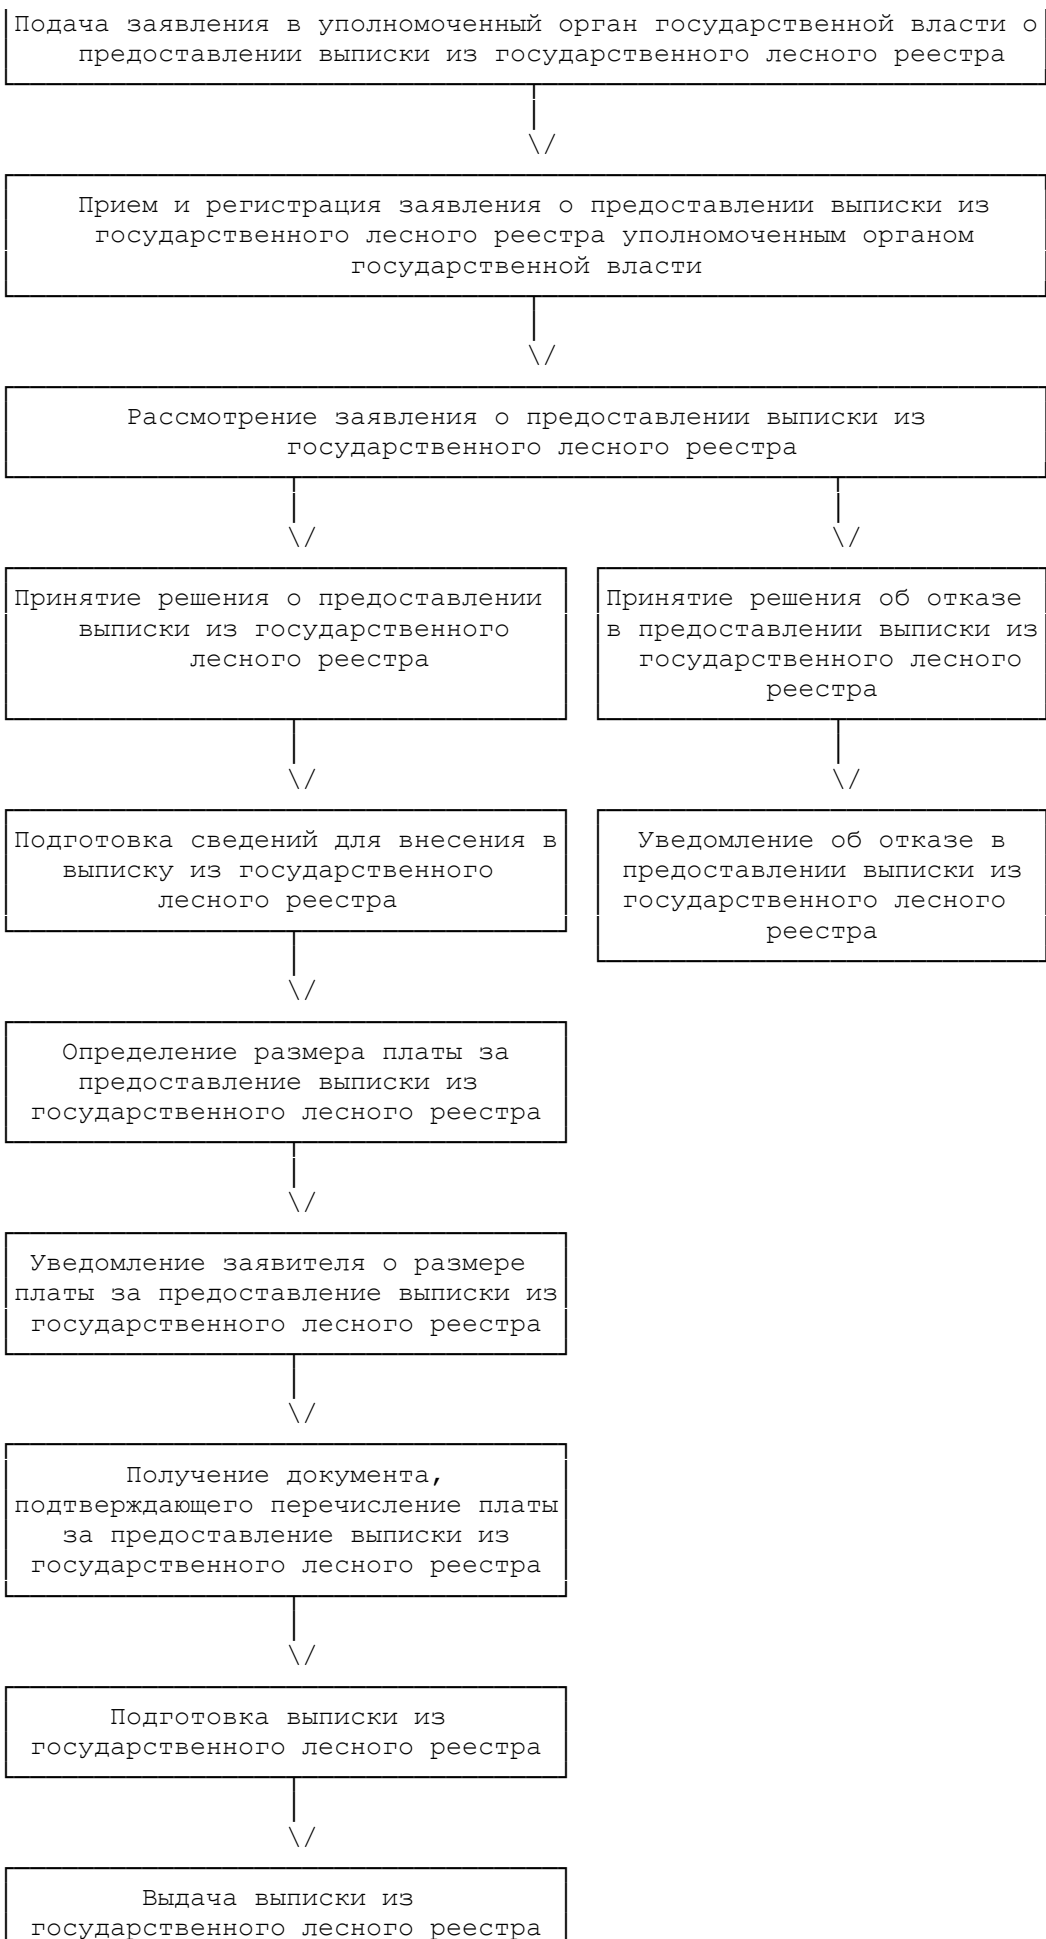 Подача заявления в уполномоченный орган государственной власти о
предоставлении выписки из государственного лесного реестра
\/
Прием и регистрация заявления о предоставлении выписки из
государственного лесного реестра уполномоченным органом
государственной власти
\/
Рассмотрение заявления о предоставлении выписки из
государственного лесного реестра
\/ \/
Принятие решения о предоставлении
выписки из государственного
лесного реестра
Принятие решения об отказе
в предоставлении выписки из
государственного лесного
реестра
\/ \/
Подготовка сведений для внесения в
выписку из государственного
лесного реестра
Уведомление об отказе в
предоставлении выписки из
государственного лесного
реестра
\/
Определение размера платы за
предоставление выписки из
государственного лесного реестра
\/
Уведомление заявителя о размере
платы за предоставление выписки из
государственного лесного реестра
\/
Получение документа,
подтверждающего перечисление платы
за предоставление выписки из
государственного лесного реестра
\/
Подготовка выписки из
государственного лесного реестра
\/
Выдача выписки из
государственного лесного реестра